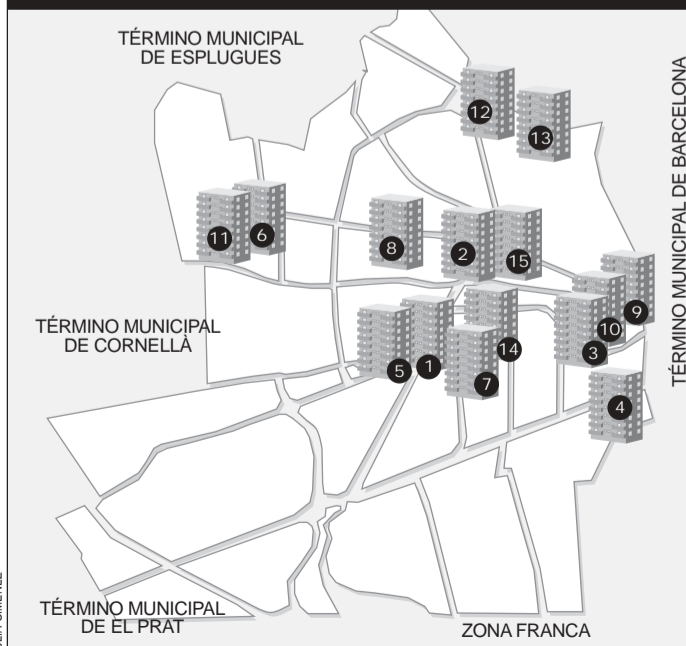 TÉRMINO MUNICIPAL
DE ESPLUGUES
TÉRMINO MUNICIPAL DE BARCELONA
12
13
11
6
8
2
15
9
10
3
TÉRMINO MUNICIPAL
DE CORNELLÀ
5
1
14
7
4
TÉRMINO MUNICIPAL
DE EL PRAT
ZONA FRANCA